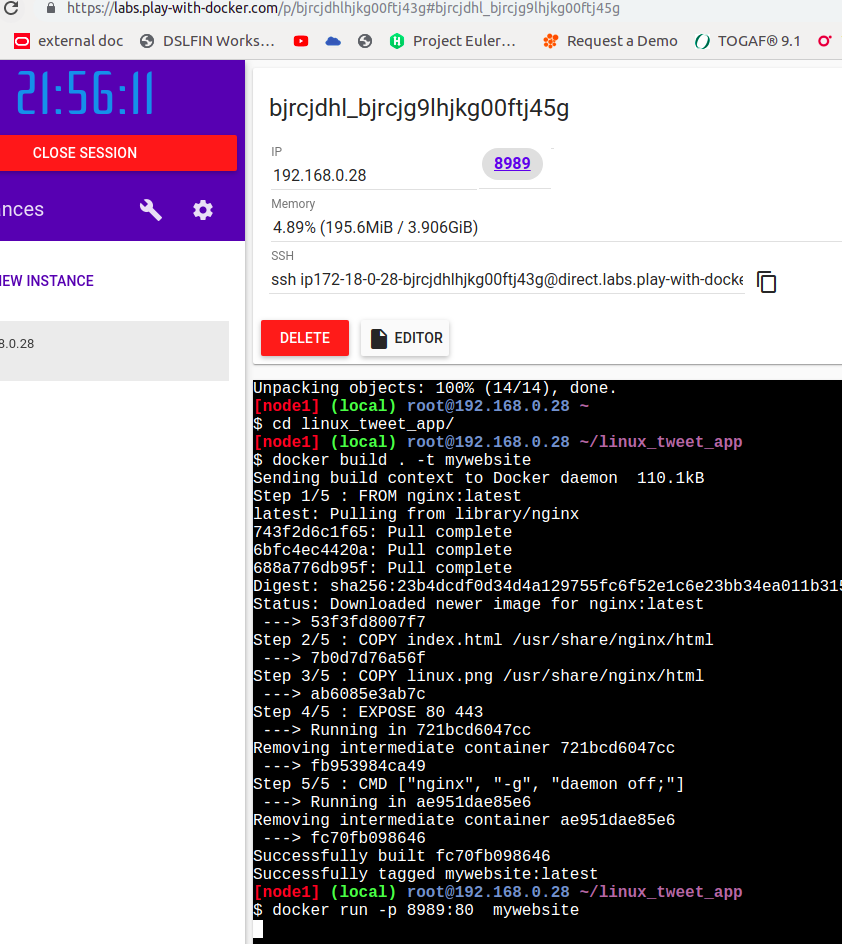 https://labs.play-with-docker.com/p/bjrcjdhlhjkg00ftj43g#bjrcjdhl_bjrcjg9lhjkg00ftj45g
external doc DSLFIN Works... Project Euler... Request a Demo TOGAF® 9.1
21:56:11
CLOSE SESSION
nces
EW INSTANCE
8.0.28
bjrcjdhl_bjrcjg9lhjkg00ftj45g
IP
192.168.0.28
8989
Memory
4.89% (195.6MiB / 3.906GiB)
SSH
ssh ip172-18-0-28-bjrcjdhlhjkg00ftj43g@direct.labs.play-with-docke
DELETE
EDITOR
Unpacking objects: 100% (14/14), done.
[node1] (local) root@192.168.0.28 ~
$ cd linux_tweet_app/
[node1] (local) root@192.168.0.28 ~/linux_tweet_app
$ docker build . -t mywebsite
Sending build context to Docker daemon  110.1kB
Step 1/5 : FROM nginx:latest
latest: Pulling from library/nginx
743f2d6c1f65: Pull complete
6bfc4ec4420a: Pull complete
688a776db95f: Pull complete
Digest: sha256:23b4dcdf0d34d4a129755fc6f52e1c6e23bb34ea011b315
Status: Downloaded newer image for nginx:latest
 ---> 53f3fd8007f7
Step 2/5 : COPY index.html /usr/share/nginx/html
 ---> 7b0d7d76a56f
Step 3/5 : COPY linux.png /usr/share/nginx/html
 ---> ab6085e3ab7c
Step 4/5 : EXPOSE 80 443
 ---> Running in 721bcd6047cc
Removing intermediate container 721bcd6047cc
 ---> fb953984ca49
Step 5/5 : CMD ["nginx", "-g", "daemon off;"]
 ---> Running in ae951dae85e6
Removing intermediate container ae951dae85e6
 ---> fc70fb098646
Successfully built fc70fb098646
Successfully tagged mywebsite:latest
[node1] (local) root@192.168.0.28 ~/linux_tweet_app
$ docker run -p 8989:80  mywebsite